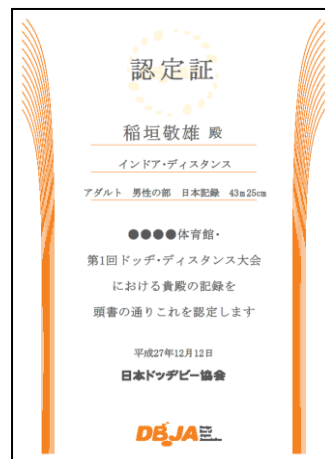 認定証
稲垣敬雄 殿
インドア・ディスタンス
アダルト 男性の部 日本記録 43m25cm
●●●●体育館・
第1回ドッヂ・ディスタンス大会
における貴殿の記録を
頭書の通りこれを認定します
平成27年12月12日
日本ドッヂビー協会
DBJA